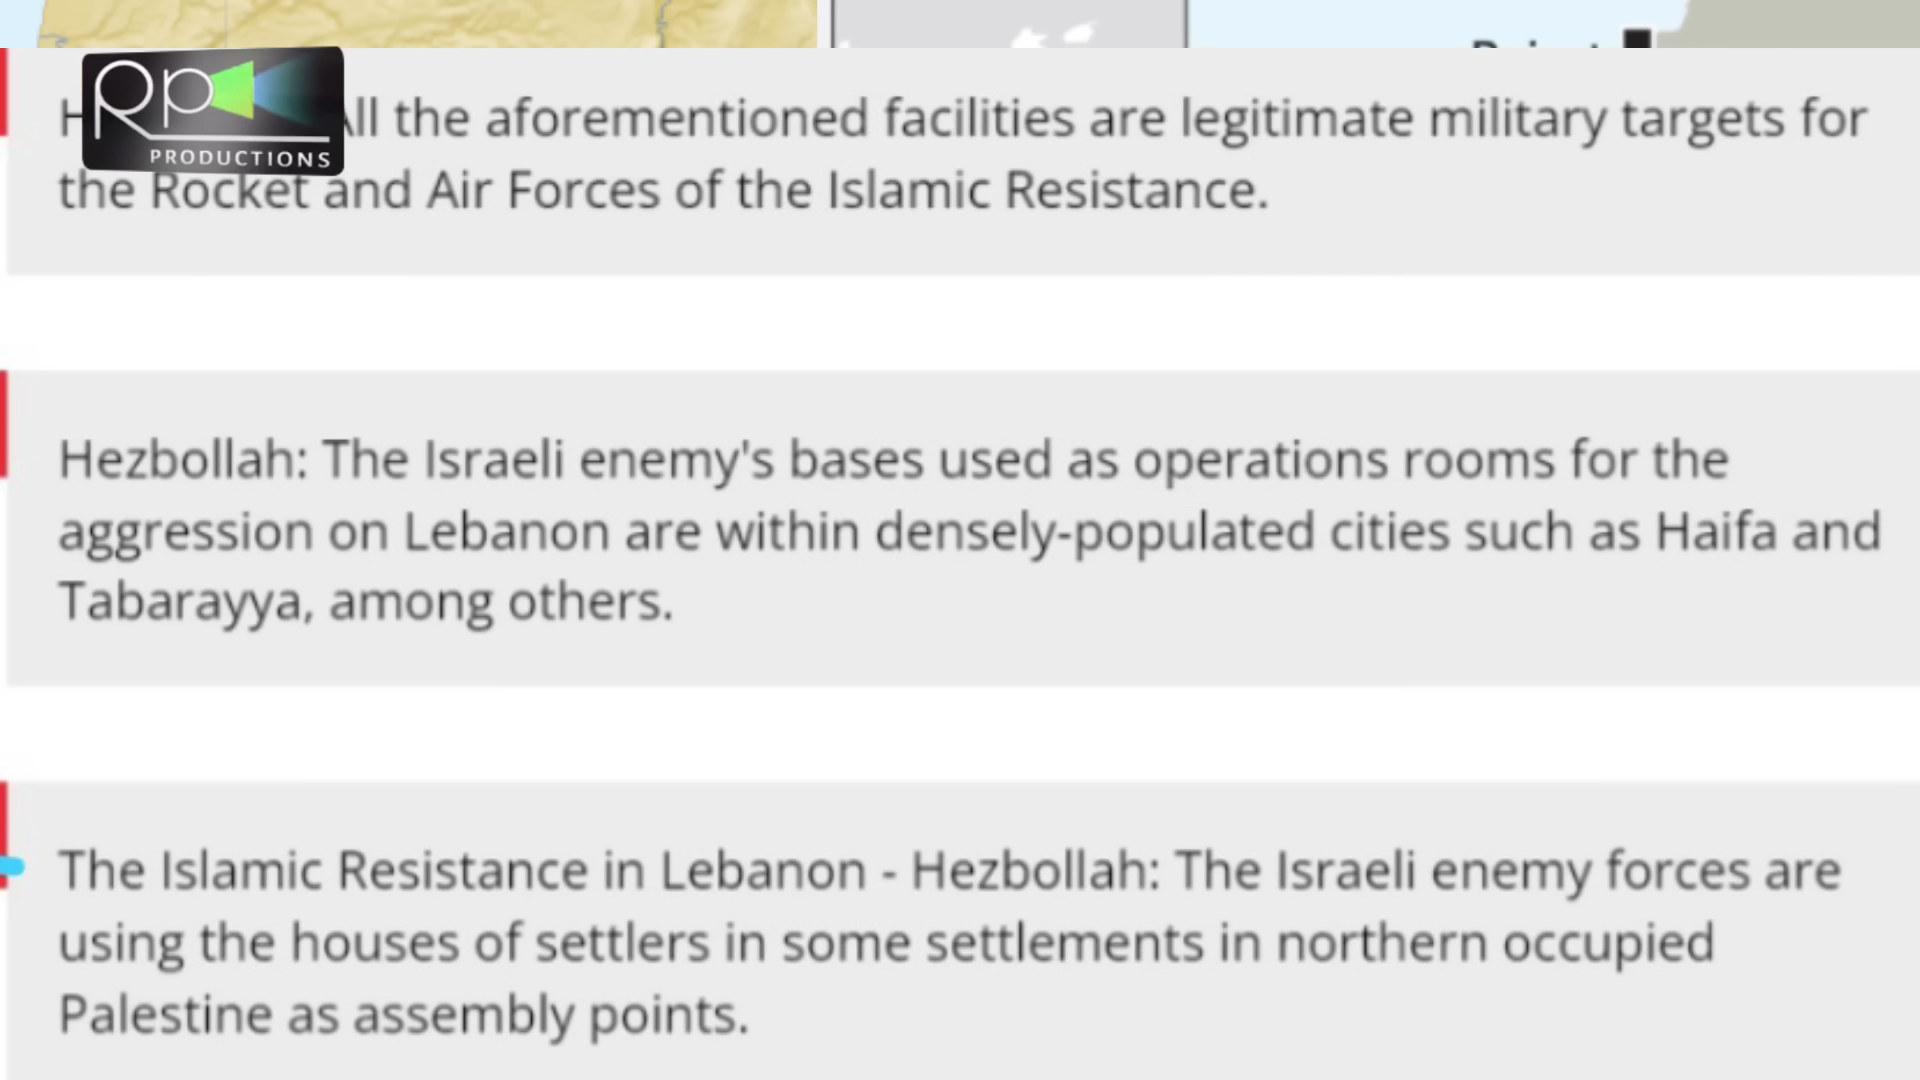 Rp
PRODUCTIONS
All the aforementioned facilities are legitimate military targets for
the Rocket and Air Forces of the Islamic Resistance.
Hezbollah: The Israeli enemy's bases used as operations rooms for the
aggression on Lebanon are within densely-populated cities such as Haifa and
Tabarayya, among others.
The Islamic Resistance in Lebanon - Hezbollah: The Israeli enemy forces are
using the houses of settlers in some settlements in northern occupied
Palestine as assembly points.